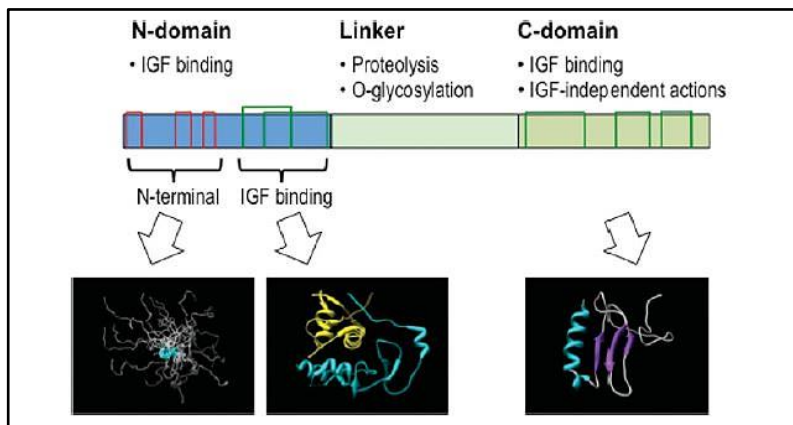 N-domain
• IGF binding
Linker
• Proteolysis
• O-glycosylation
C-domain
• IGF binding
• IGF-independent actions
N-terminal
IGF binding